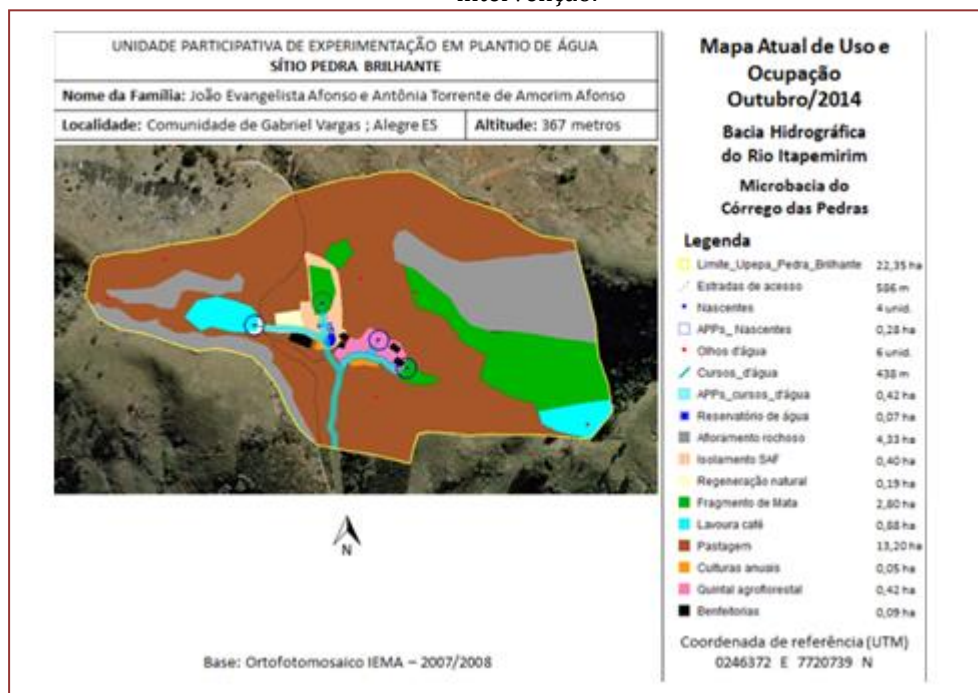 intervenção.
UNIDADE PARTICIPATIVA DE EXPERIMENTAÇÃO EM PLANTIO DE ÁGUA
SÍTIO PEDRA BRILHANTE
Nome da Família: João Evangelista Afonso e Antônia Torrente de Amorim Afonso
Localidade: Comunidade de Gabriel Vargas ; Alegre ES
Altitude: 367 metros
N
Base: Ortofotomosaico IEMA – 2007/2008
Mapa Atual de Uso e
Ocupação
Outubro/2014
Bacia Hidrográfica
do Rio Itapemirim
Microbacia do
Córrego das Pedras
Legenda
Limite_Upepa_Pedra_Brilhante 22,35 ha
Estradas de acesso 586 m
Nascentes 4 unid.
APPs_ Nascentes 0,28 ha
Olhos d'água 6 unid.
Cursos_d'água 438 m
APPs_cursos_d'água 0,42 ha
Reservatório de água 0,07 ha
Afloramento rochoso 4,33 ha
Isolamento SAF 0,40 ha
Regeneração natural 0,19 ha
Fragmento de Mata 2,80 ha
Lavoura café 0,88 ha
Pastagem 13,20 ha
Culturas anuais 0,05 ha
Quintal agroflorestal 0,42 ha
Benfeitorias 0,09 ha
Coordenada de referência (UTM)
0246372 E 7720739 N